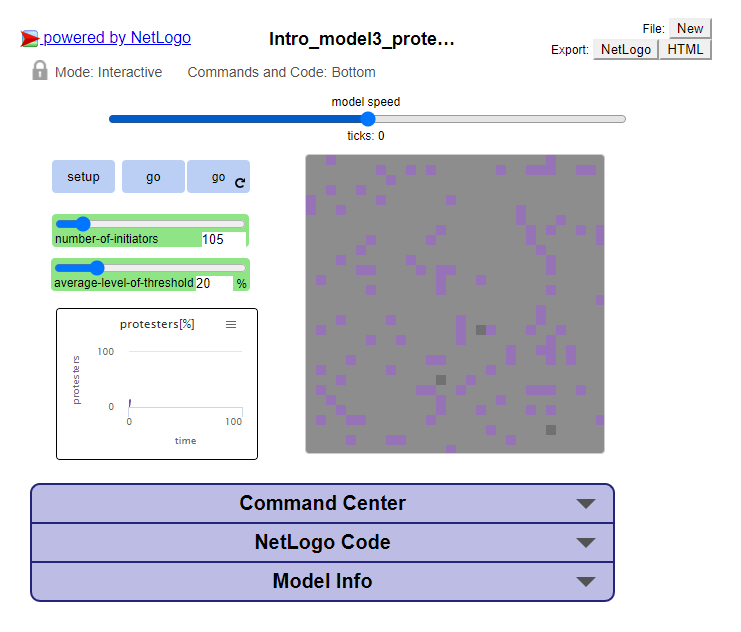 powered by NetLogo
Intro_model3_prote...
File: New
Export: NetLogo HTML
Mode: Interactive Commands and Code: Bottom
model speed
ticks: 0
setup go go
number-of-initiators 105
average-level-of-threshold 20 %
protesters[%]
protesters
100
0
0 100
time
Command Center
NetLogo Code
Model Info